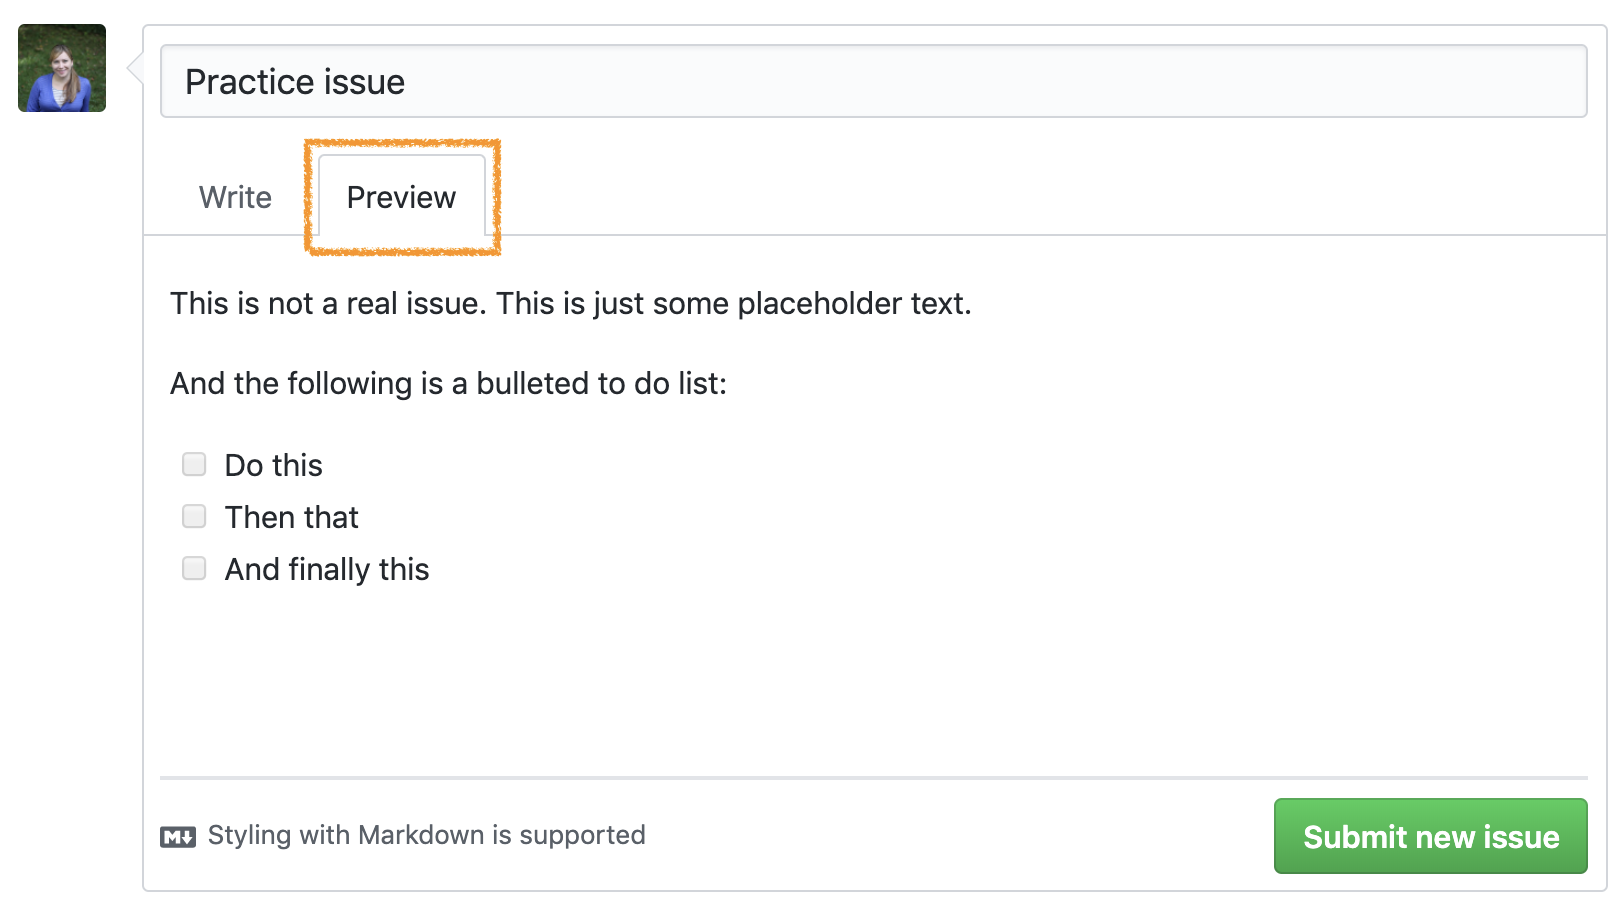 Practice issue
Write Preview
This is not a real issue. This is just some placeholder text.
And the following is a bulleted to do list:
Do this
Then that
And finally this
M Styling with Markdown is supported
Submit new issue